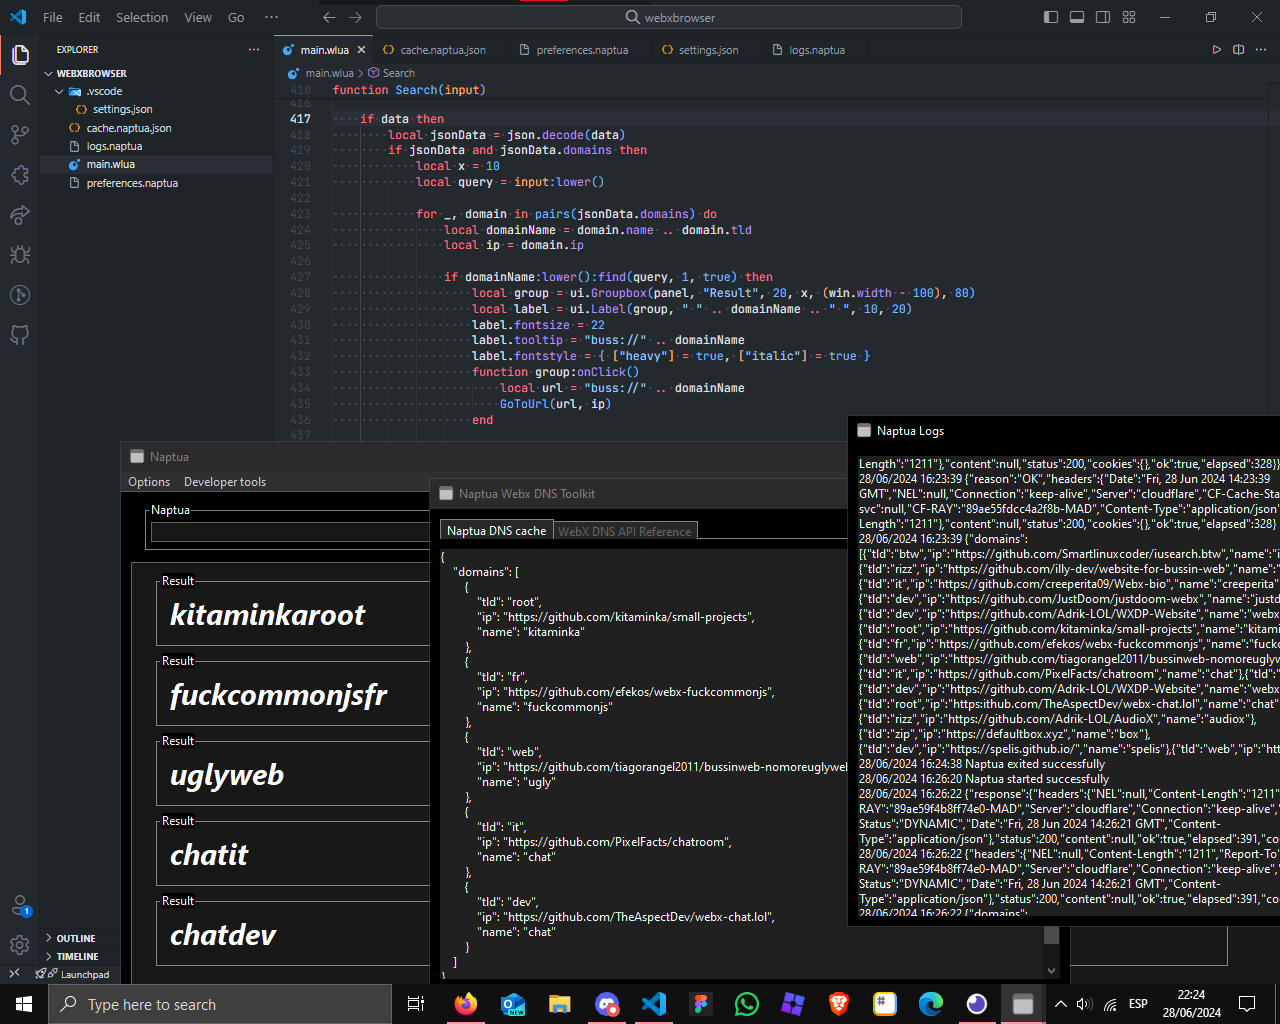 File Edit Selection View Go ···
webxbrowser
EXPLORER
WEBXBROWSER
.vscode
settings.json
cache.naptua.json
logs.naptua
main.wlua
preferences.naptua
OUTLINE
TIMELINE
Launchpad
1
main.wlua
cache.naptua.json
preferences.naptua
settings.json
logs.naptua
main.wlua > Search
410 function Search(input)
416
417 if data then
418 local jsonData = json.decode(data)
419 if jsonData and jsonData.domains then
420 local x = 10
421 local query = input:lower()
422
423 for _, domain in pairs(jsonData.domains) do
424 local domainName = domain.name .. domain.tld
425 local ip = domain.ip
426
427 if domainName:lower():find(query, 1, true) then
428 local group = ui.Groupbox(panel, "Result", 20, x, (win.width - 100), 80)
429 local label = ui.Label(group, " " .. domainName .. " ", 10, 20)
430 label.fontsize = 22
431 label.tooltip = "buss://" .. domainName
432 label.fontstyle = { ["heavy"] = true, ["italic"] = true }
433 function group:onClick()
434 local url = "buss://" .. domainName
435 GoToUrl(url, ip)
436 end
437
Naptua
Options Developer tools
Naptua
Result
kitaminkaroot
Result
fuckcommonjsfr
Result
uglyweb
Result
chatit
Result
chatdev
Naptua Webx DNS Toolkit
Naptua DNS cache
WebX DNS API Reference
{
"domains": [
{
"tld": "root",
"ip": "https://github.com/kitaminka/small-projects",
"name": "kitaminka"
},
{
"tld": "fr",
"ip": "https://github.com/efekos/webx-fuckcommonjs",
"name": "fuckcommonjs"
},
{
"tld": "web",
"ip": "https://github.com/tiagorangel2011/bussinweb-nomoreuglywel
"name": "ugly"
},
{
"tld": "it",
"ip": "https://github.com/PixelFacts/chatroom",
"name": "chat"
},
{
"tld": "dev",
"ip": "https://github.com/TheAspectDev/webx-chat.lol",
"name": "chat"
}
]
Naptua Logs
Length":"1211"},"content":null,"status":200,"cookies":{},"ok":true,"elapsed":328}}
28/06/2024 16:23:39 {"reason":"OK","headers":{"Date":"Fri, 28 Jun 2024 14:23:39
GMT","NEL":null,"Connection":"keep-alive","Server":"cloudflare","CF-Cache-Sta
svc":null,"CF-RAY":"89ae55fdcc4a2f8b-MAD","Content-Type":"application/json"
Length":"1211"},"content":null,"status":200,"cookies":{},"ok":true,"elapsed":328}
28/06/2024 16:23:39 {"domains":
[{"tld":"btw","ip":"https://github.com/Smartlinuxcoder/iusearch.btw","name":"i
{"tld":"rizz","ip":"https://github.com/illy-dev/website-for-bussin-web","name":"
{"tld":"it","ip":"https://github.com/creeperita09/Webx-bio","name":"creeperita"
{"tld":"dev","ip":"https://github.com/JustDoom/justdoom-webx","name":"justd
{"tld":"dev","ip":"https://github.com/Adrik-LOL/WXDP-Website","name":"webx
{"tld":"root","ip":"https://github.com/kitaminka/small-projects","name":"kitami
{"tld":"fr","ip":"https://github.com/efekos/webx-fuckcommonjs","name":"fuckc
{"tld":"web","ip":"https://github.com/tiagorangel2011/bussinweb-nomoreuglyv
{"tld":"it","ip":"https://github.com/PixelFacts/chatroom","name":"chat"},{"tld":"
{"tld":"dev","ip":"https://github.com/Adrik-LOL/WXDP-Website","name":"webx
{"tld":"root","ip":"https:ithub.com/TheAspectDev/webx-chat.lol","name":"chat"
{"tld":"rizz","ip":"https://github.com/Adrik-LOL/AudioX","name":"audiox"},
{"tld":"zip","ip":"https://defaultbox.xyz","name":"box"},
{"tld":"dev","ip":"https://spelis.github.io/","name":"spelis"},{"tld":"web","ip":"htt
28/06/2024 16:24:38 Naptua exited successfully
28/06/2024 16:26:20 Naptua started successfully
28/06/2024 16:26:22 {"response":{"headers":{"NEL":null,"Content-Length":"1211"
RAY":"89ae59f4b8ff74e0-MAD","Server":"cloudflare","Connection":"keep-alive",
Status":"DYNAMIC","Date":"Fri, 28 Jun 2024 14:26:21 GMT","Content-
Type":"application/json"},"status":200,"content":null,"ok":true,"elapsed":391,"co
28/06/2024 16:26:22 {"headers":{"NEL":null,"Content-Length":"1211","Report-To"
RAY":"89ae59f4b8ff74e0-MAD","Server":"cloudflare","Connection":"keep-alive",
Status":"DYNAMIC","Date":"Fri, 28 Jun 2024 14:26:21 GMT","Content-
Type":"application/json"},"status":200,"content":null,"ok":true,"elapsed":391,"co
28/06/2024 16:26:22 {"domains":
Type here to search
NEW
ESP
22:24
28/06/2024